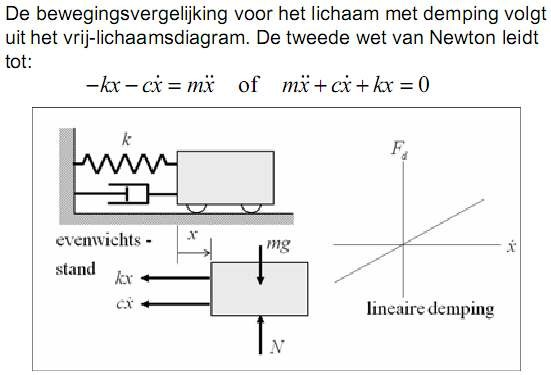 De bewegingsvergelijking voor het lichaam met demping volgt
uit het vrij-lichaamsdiagram. De tweede wet van Newton leidt
tot:
−kx − cẋ = mẍ of mẍ + cẋ + kx = 0
k
F_d
ẋ
evenwichts -
stand
x
mg
kx
cẋ
N
lineaire demping